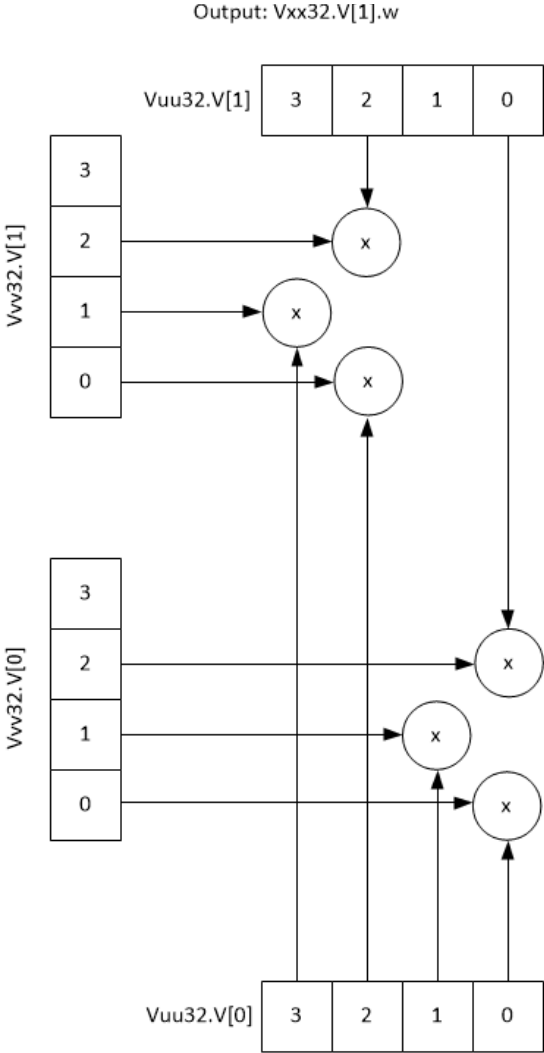 Output: Vxx32.V[1].w
Vuu32.V[1] 3 2 1 0
Vvv32.V[1]
3
2 x
1 x
0 x
Vvv32.V[0]
3
2 x
1 x
0 x
Vuu32.V[0] 3 2 1 0